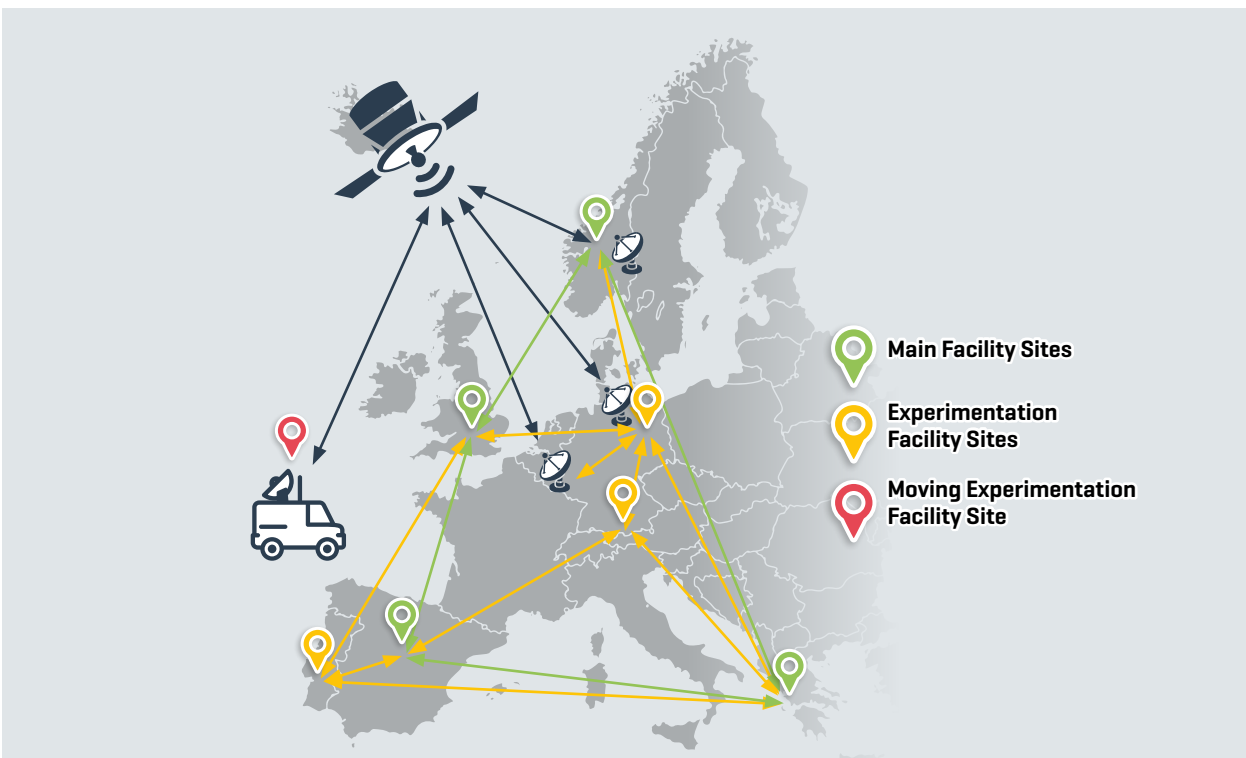 Main Facility Sites
Experimentation
Facility Sites
Moving Experimentation
Facility Site